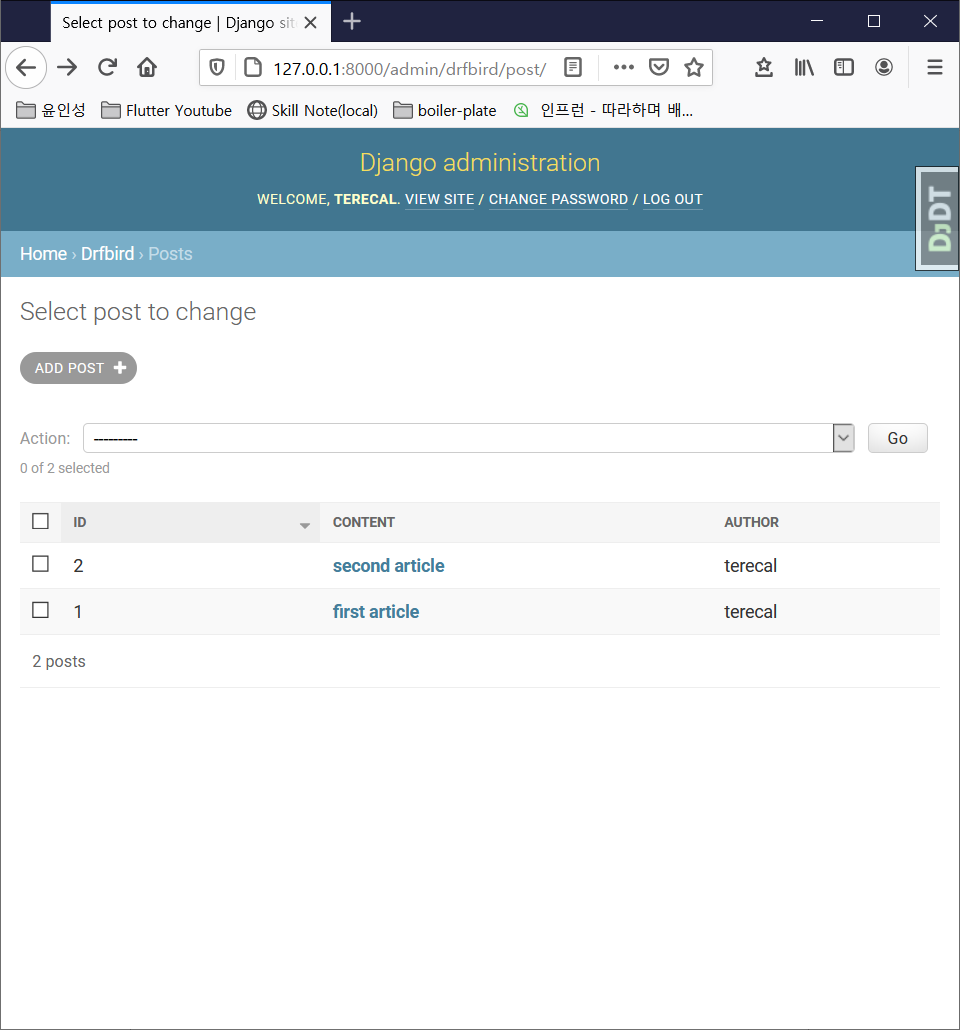 Select post to change | Django sit
127.0.0.1:8000/admin/drfbird/post/
윤인성 Flutter Youtube Skill Note(local) boiler-plate 인프런 - 따라하며 배...
Django administration
WELCOME, TERECAL. VIEW SITE / CHANGE PASSWORD / LOG OUT
DjDT
Home › Drfbird › Posts
Select post to change
ADD POST
Action: --------- Go
0 of 2 selected
ID CONTENT AUTHOR
2 second article terecal
1 first article terecal
2 posts